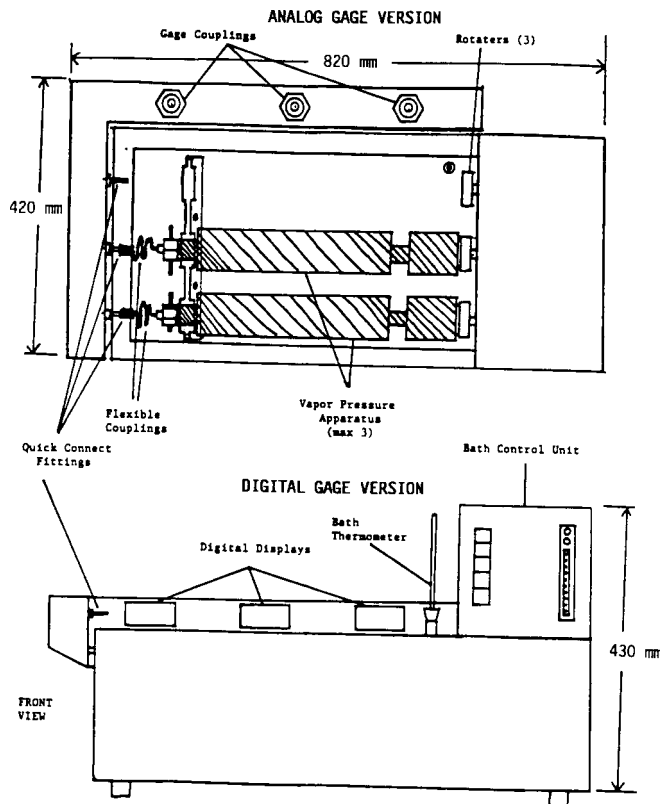 ANALOG GAGE VERSION
Gage Couplings
Rotaters (3)
820 mm
420 mm
Flexible
Couplings
Vapor Pressure
Apparatus
(max 3)
Quick Connect
Fittings
Bath Control Unit
DIGITAL GAGE VERSION
Bath
Thermometer
Digital Displays
430 mm
FRONT
VIEW